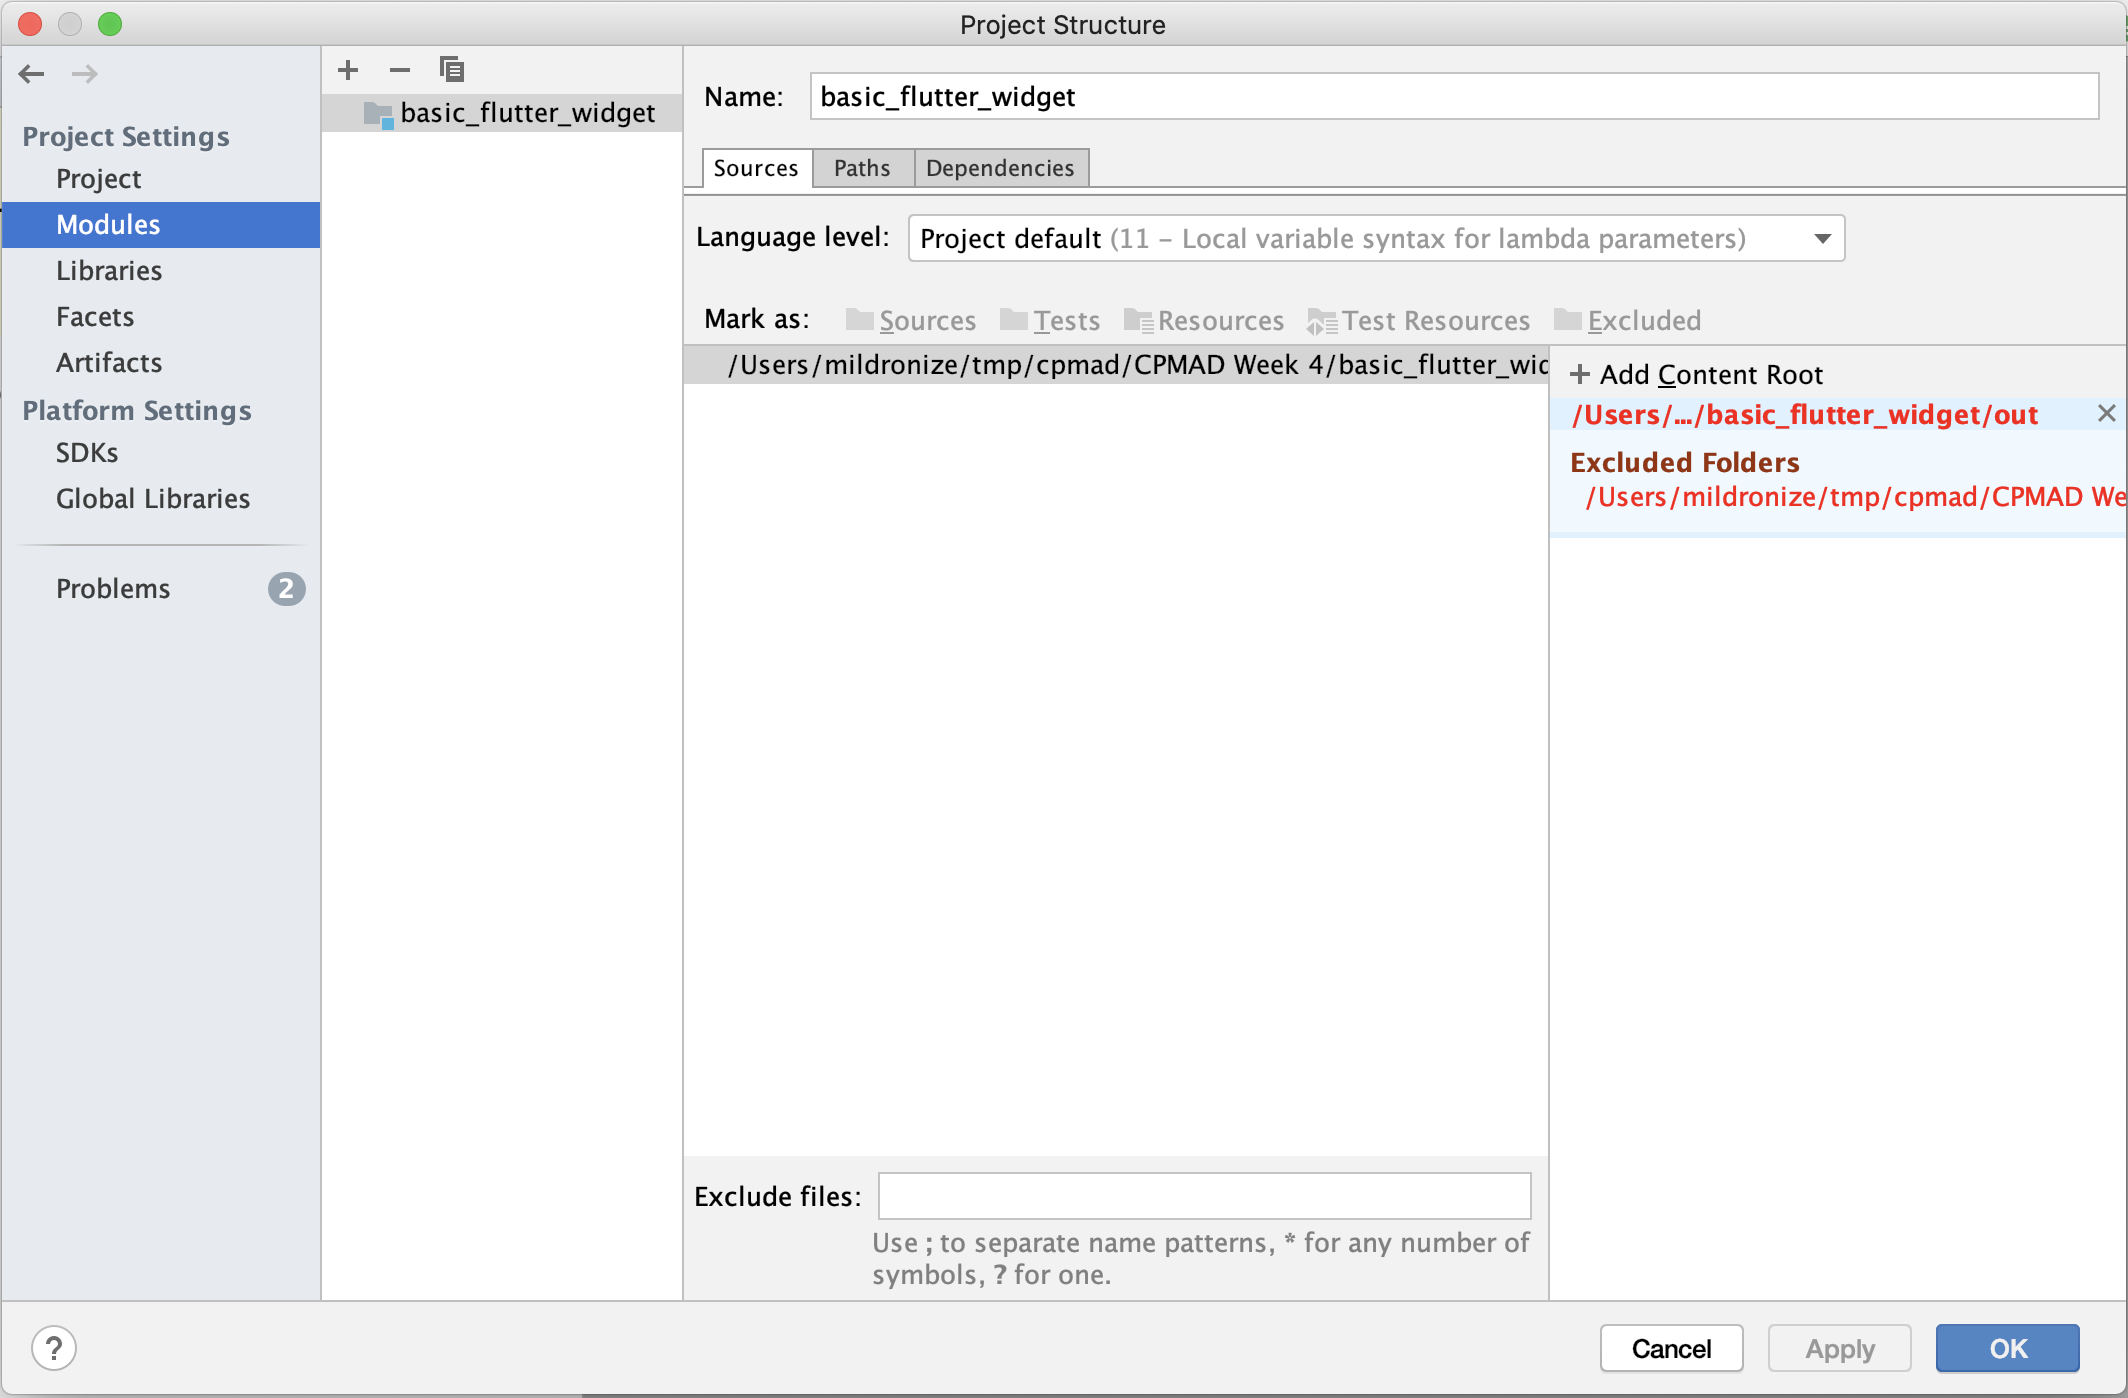 Project Structure
Project Settings
Project
Modules
Libraries
Facets
Artifacts
Platform Settings
SDKs
Global Libraries
Problems 2
basic_flutter_widget
Name: basic_flutter_widget
Sources Paths Dependencies
Language level: Project default (11 – Local variable syntax for lambda parameters)
Mark as: Sources Tests Resources Test Resources Excluded
/Users/mildronize/tmp/cpmad/CPMAD Week 4/basic_flutter_wid
+ Add Content Root
/Users/.../basic_flutter_widget/out
Excluded Folders
/Users/mildronize/tmp/cpmad/CPMAD We
Exclude files:
Use ; to separate name patterns, * for any number of
symbols, ? for one.
? Cancel Apply OK